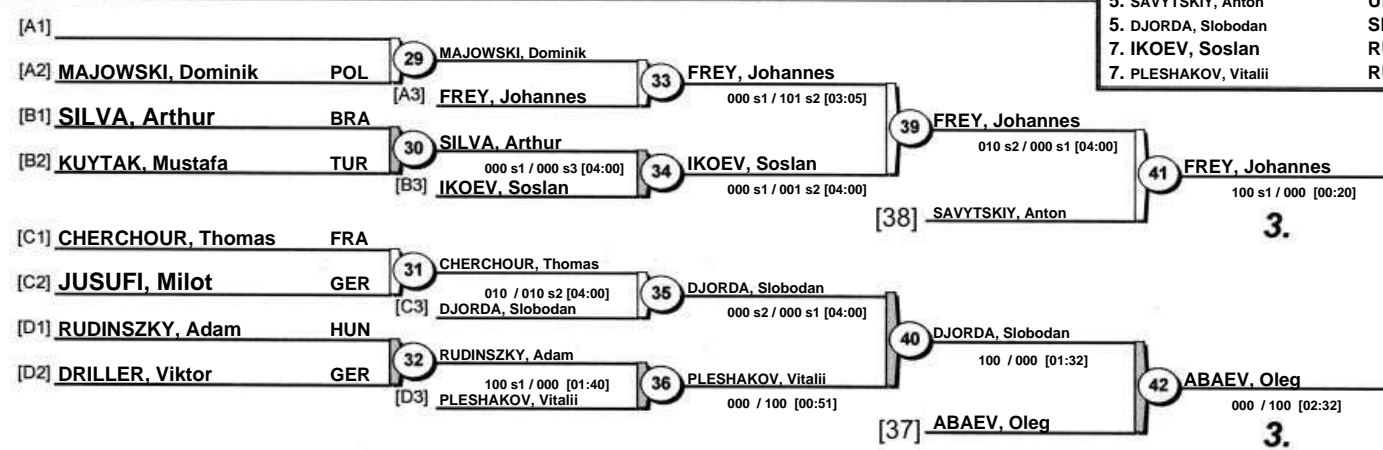 5. SAVYTSKIY, Anton
5. DJORDA, Slobodan
7. IKOEV, Soslan
7. PLESHAKOV, Vitalii
[A1]
[A2] MAJOWSKI, Dominik POL
29
MAJOWSKI, Dominik
[A3] FREY, Johannes
33
FREY, Johannes
000 s1 / 101 s2 [03:05]
[B1] SILVA, Arthur BRA
[B2] KUYTAK, Mustafa TUR
30
SILVA, Arthur
000 s1 / 000 s3 [04:00]
[B3] IKOEV, Soslan
34
IKOEV, Soslan
000 s1 / 001 s2 [04:00]
39
FREY, Johannes
010 s2 / 000 s1 [04:00]
[38] SAVYTSKIY, Anton
41
FREY, Johannes
100 s1 / 000 [00:20]
3.
[C1] CHERCHOUR, Thomas FRA
[C2] JUSUFI, Milot GER
31
CHERCHOUR, Thomas
010 / 010 s2 [04:00]
[C3] DJORDA, Slobodan
35
DJORDA, Slobodan
000 s2 / 000 s1 [04:00]
[D1] RUDINSZKY, Adam HUN
[D2] DRILLER, Viktor GER
32
RUDINSZKY, Adam
100 s1 / 000 [01:40]
[D3] PLESHAKOV, Vitalii
36
PLESHAKOV, Vitalii
000 / 100 [00:51]
40
DJORDA, Slobodan
100 / 000 [01:32]
[37] ABAEV, Oleg
42
ABAEV, Oleg
000 / 100 [02:32]
3.